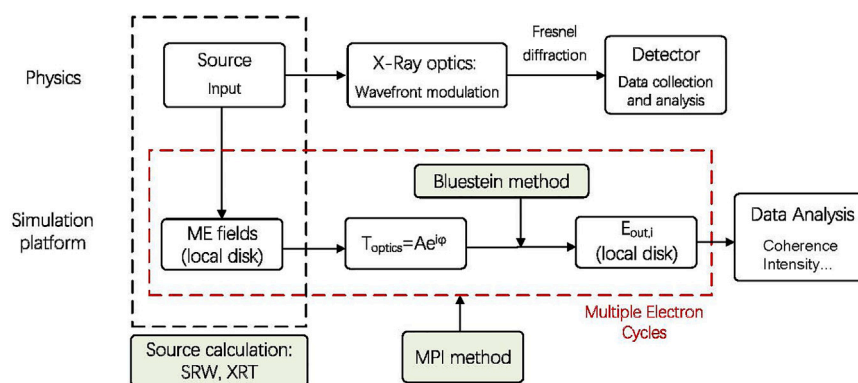 Physics
Source
Input
X-Ray optics:
Wavefront modulation
Fresnel
diffraction
Detector
Data collection
and analysis
Simulation
platform
Bluestein method
ME fields
(local disk)
T_optics=Ae^iφ
E_out,i
(local disk)
Data Analysis
Coherence
Intensity...
Multiple Electron
Cycles
Source calculation:
SRW, XRT
MPI method